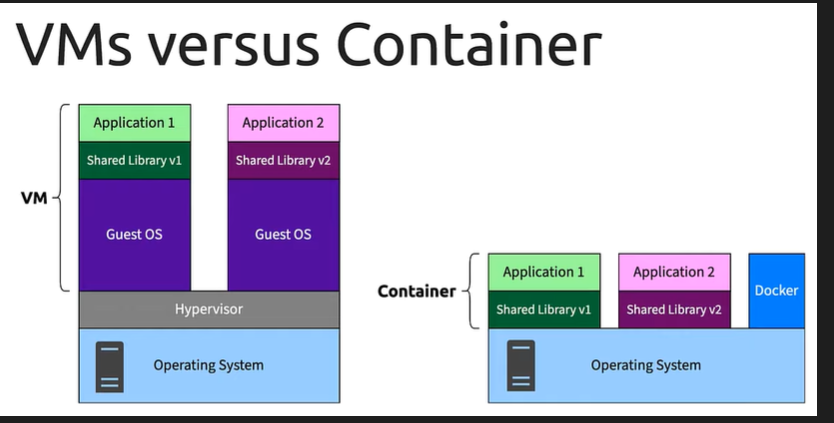 VMs versus Container
Application 1
Application 2
Shared Library v1
Shared Library v2
VM
Guest OS
Guest OS
Hypervisor
Operating System
Container
Application 1
Application 2
Docker
Shared Library v1
Shared Library v2
Operating System